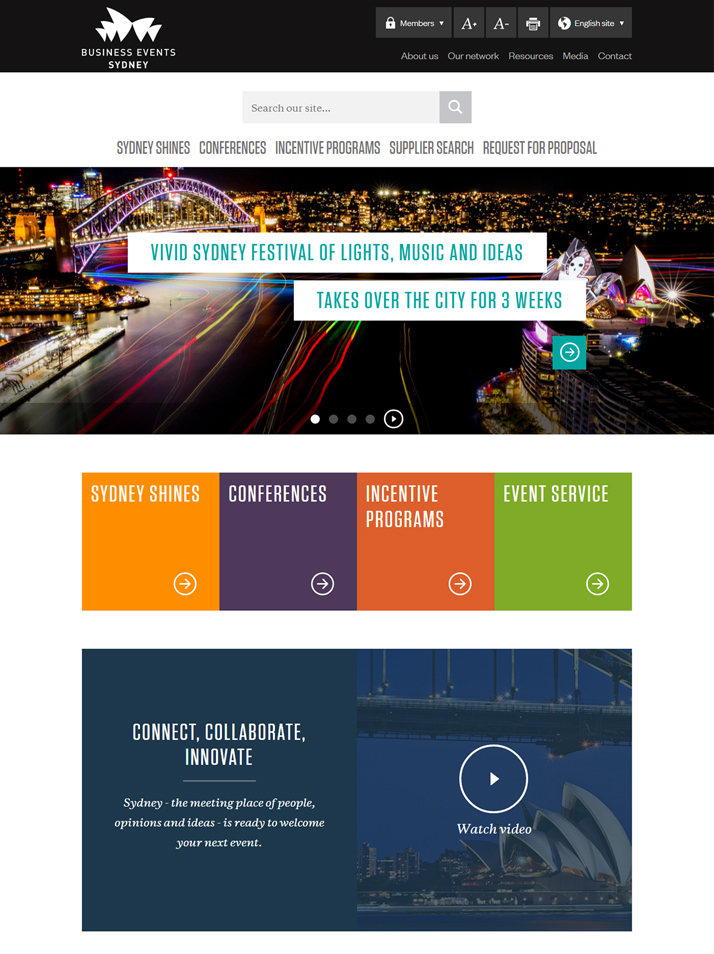 BUSINESS EVENTS
SYDNEY
Members
A+
A-
English site
About us Our network Resources Media Contact
Search our site...
SYDNEY SHINES CONFERENCES INCENTIVE PROGRAMS SUPPLIER SEARCH REQUEST FOR PROPOSAL
VIVID SYDNEY FESTIVAL OF LIGHTS, MUSIC AND IDEAS
TAKES OVER THE CITY FOR 3 WEEKS
SYDNEY SHINES
CONFERENCES
INCENTIVE
PROGRAMS
EVENT SERVICE
CONNECT, COLLABORATE,
INNOVATE
Sydney - the meeting place of people,
opinions and ideas - is ready to welcome
your next event.
Watch video